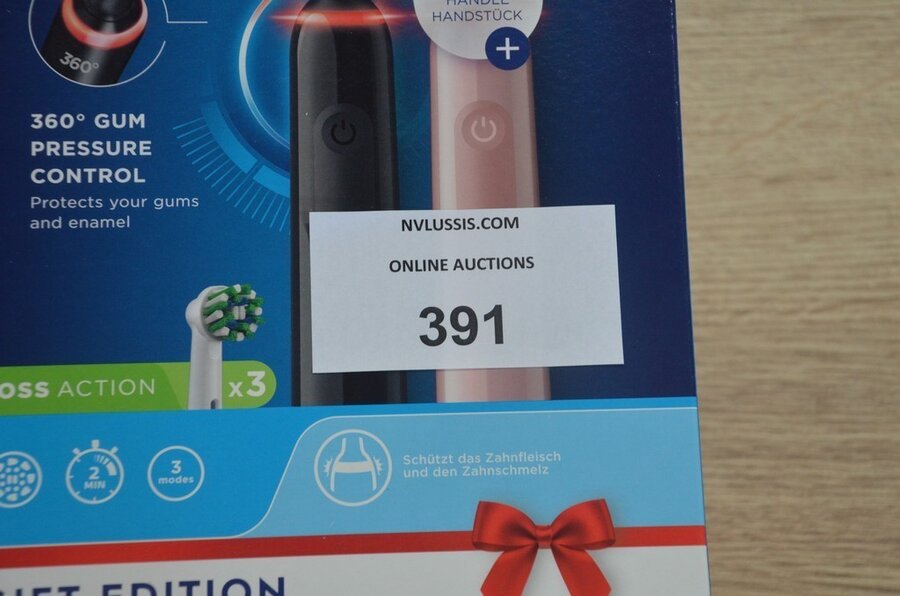 HANDLE
HANDSTÜCK
+
360°
360° GUM
PRESSURE
CONTROL
Protects your gums
and enamel
NVLUSSIS.COM
ONLINE AUCTIONS
391
OSS ACTION
x3
2
MIN
3
modes
Schützt das Zahnfleisch
und den Zahnschmelz
GIFT EDITION